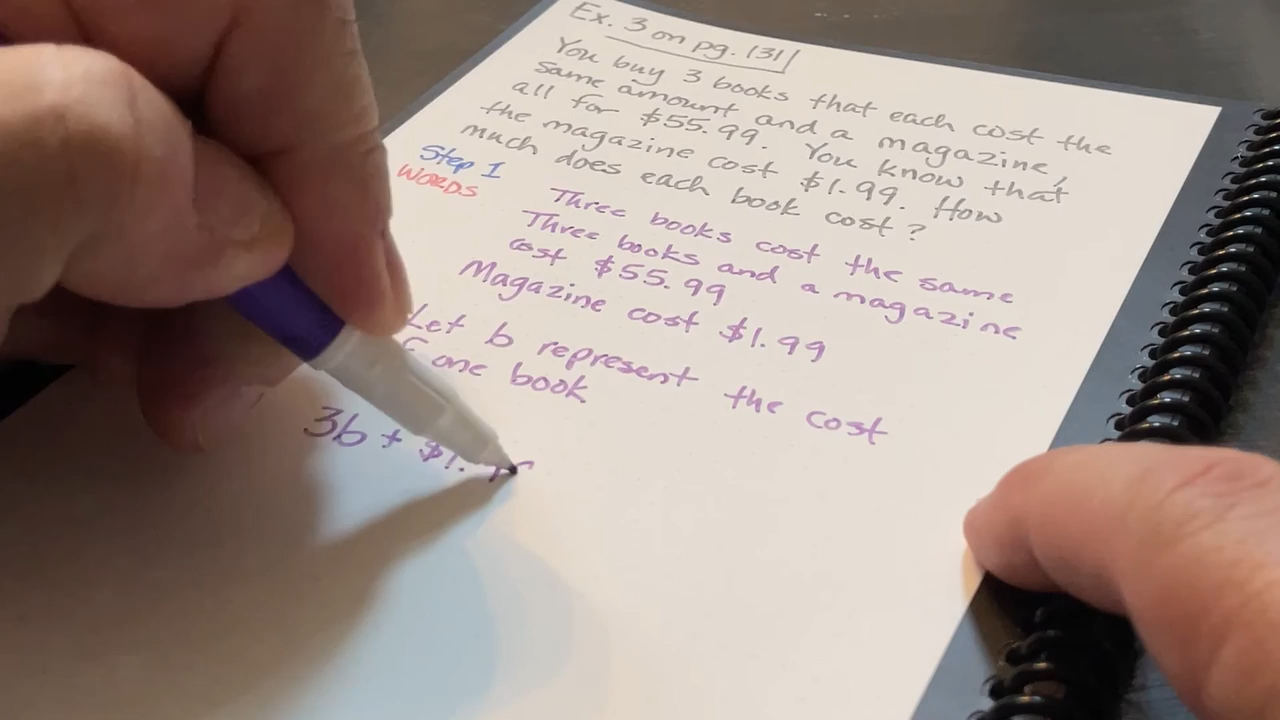 Ex. 3 on pg. 131
You buy 3 books that each cost the
same amount and a magazine,
all for $55.99. You know that
the magazine cost $1.99. How
much does each book cost?
Step 1
WORDS
Three books cost the same
Three books and a magazine
cost $55.99
Magazine cost $1.99
Let b represent the cost
one book
3b + $1.